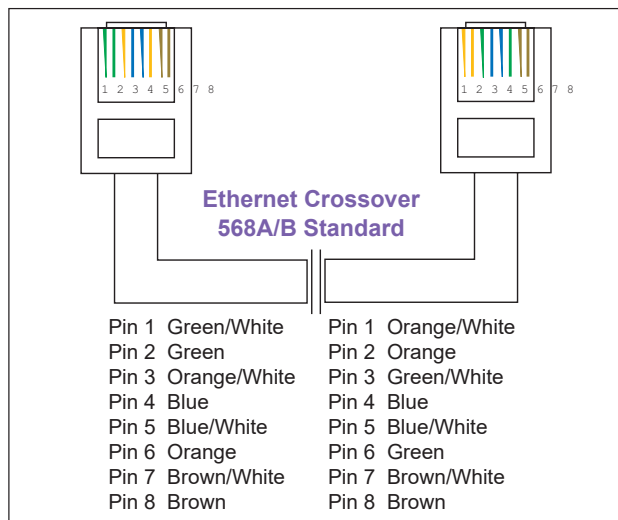 1 2 3 4 5 6 7 8
1 2 3 4 5 6 7 8
Ethernet Crossover
568A/B Standard
Pin 1 Green/White
Pin 2 Green
Pin 3 Orange/White
Pin 4 Blue
Pin 5 Blue/White
Pin 6 Orange
Pin 7 Brown/White
Pin 8 Brown
Pin 1 Orange/White
Pin 2 Orange
Pin 3 Green/White
Pin 4 Blue
Pin 5 Blue/White
Pin 6 Green
Pin 7 Brown/White
Pin 8 Brown